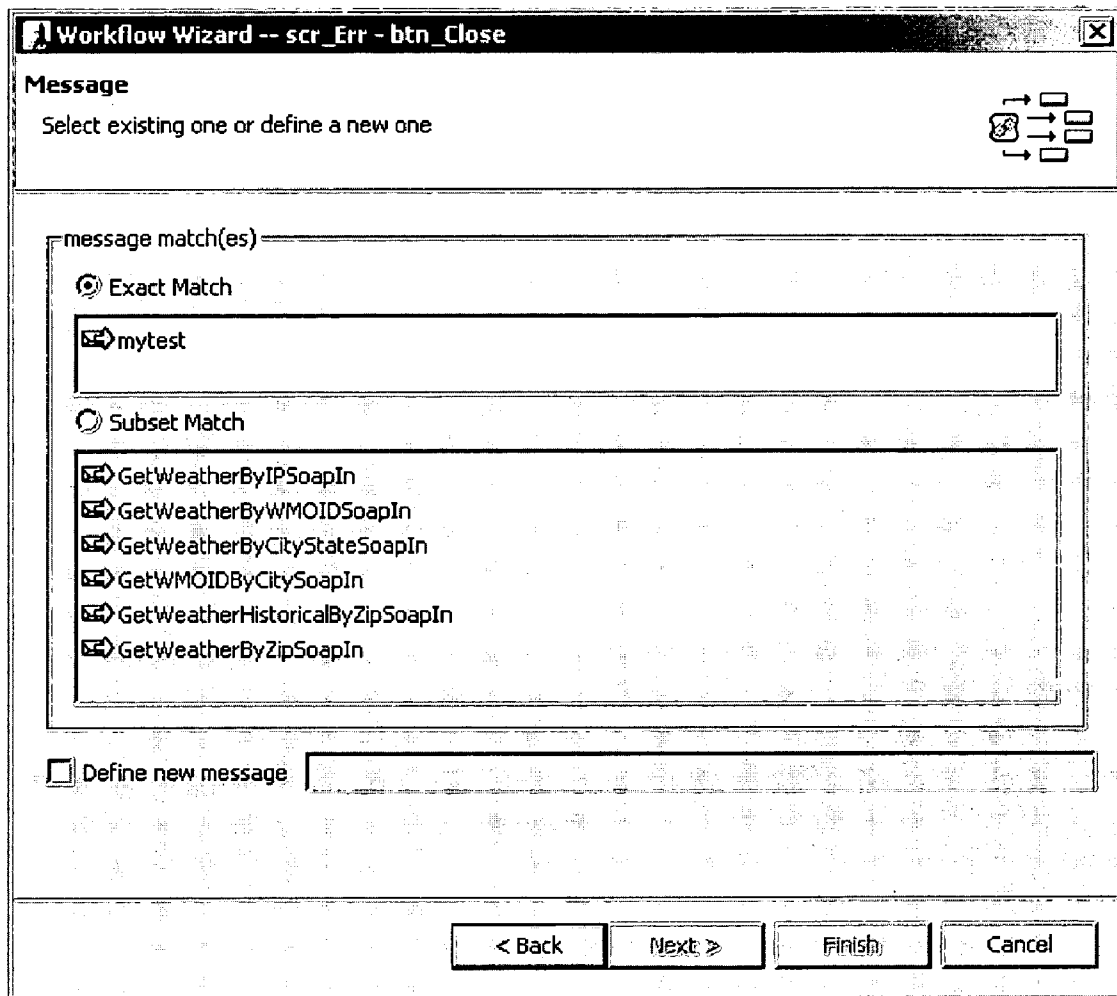 Workflow Wizard -- scr_Err - btn_Close
Message
Select existing one or define a new one
message match(es)
Exact Match
mytest
Subset Match
GetWeatherByIPSoapIn
GetWeatherByWMOIDSoapIn
GetWeatherByCityStateSoapIn
GetWMOIDByCitySoapIn
GetWeatherHistoricalByZipSoapIn
GetWeatherByZipSoapIn
Define new message
< Back Next > Finish Cancel